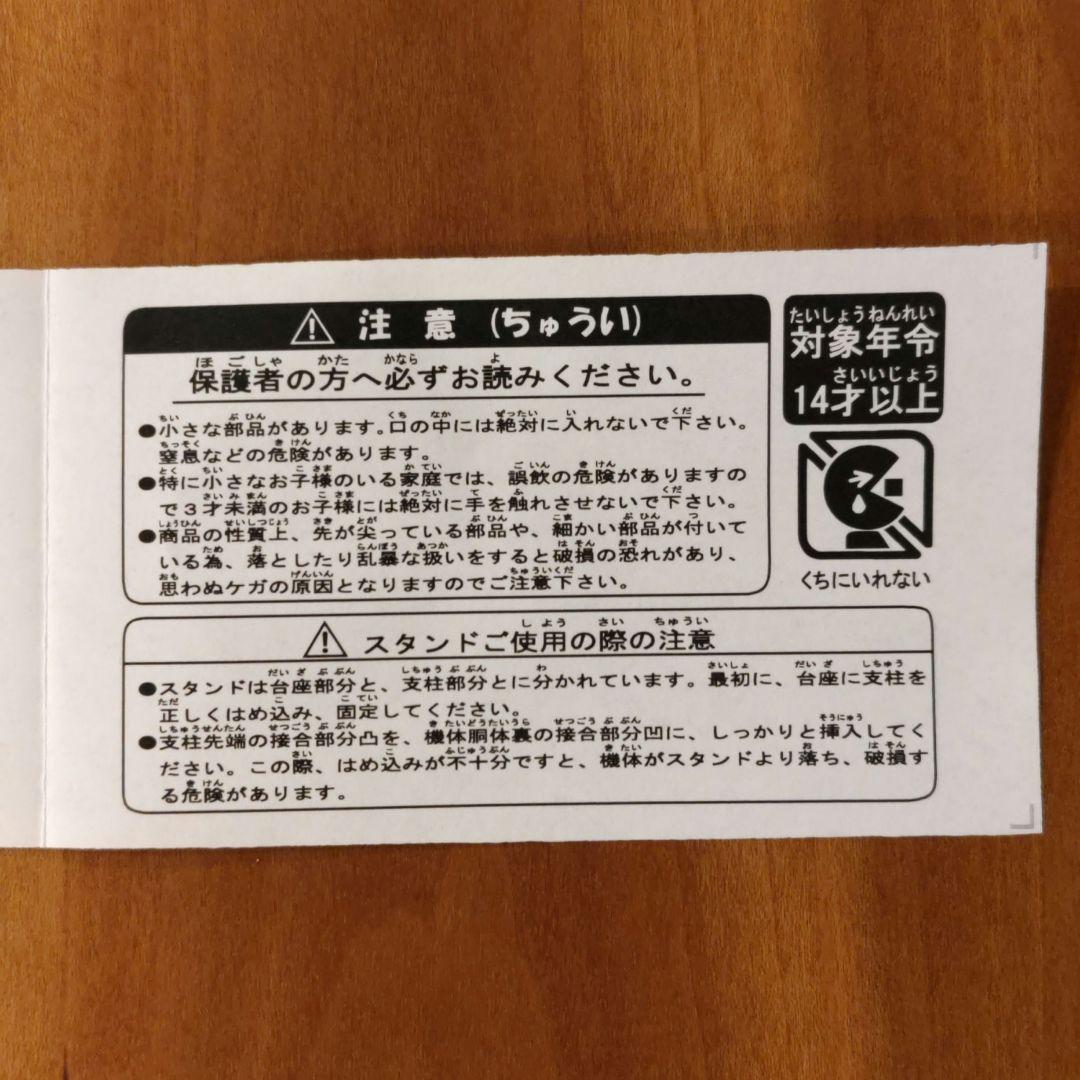 注意(ちゅうい)
保護者の方へ必ずお読みください。
●小さな部品があります。口の中には絶対に入れないで下さい。
窒息などの危険があります。
●特に小さなお子様のいる家庭では、誤飲の危険がありますの
で3才未満のお子様には絶対に手を触れさせないで下さい。
●商品の性質上、先が尖っている部品や、細かい部品が付いて
いる為、落としたり乱暴な扱いをすると破損の恐れがあり、
思わぬケガの原因となりますのでご注意下さい。
たいしょうねんれい
対象年令
さいいじょう
14才以上
くちにいれない
スタンドご使用の際の注意
●スタンドは台座部分と、支柱部分とに分かれています。最初に、台座に支柱を
正しくはめ込み、固定してください。
●支柱先端の接合部分凸を、機体胴体裏の接合部分凹に、しっかりと挿入してく
ださい。この際、はめ込みが不十分ですと、機体がスタンドより落ち、破損す
る危険があります。